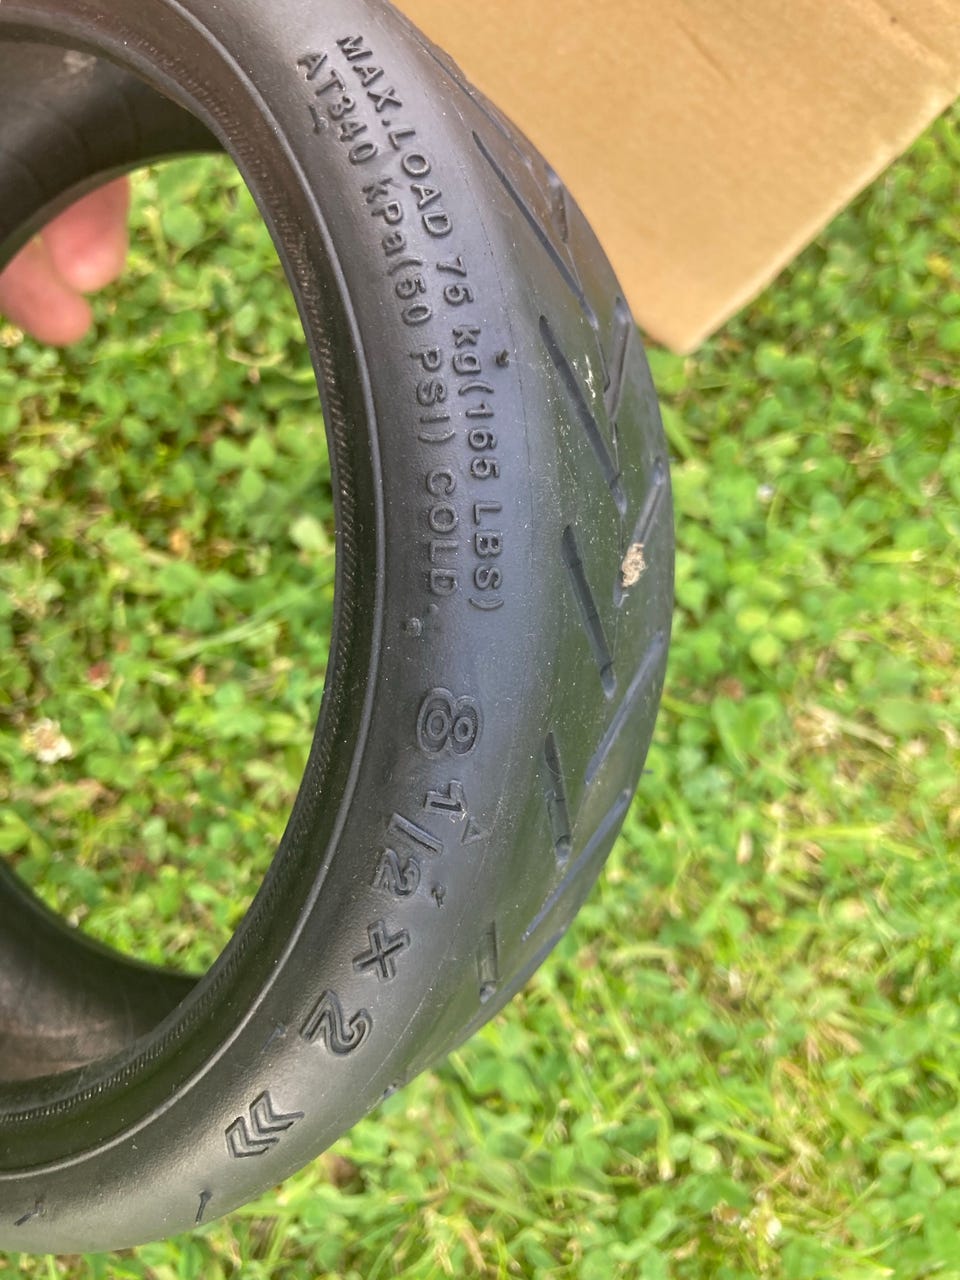 MAX.LOAD 75 kg(165 LBS)
AT340 kPa(50 PSI) COLD.
8 1/2 x 2